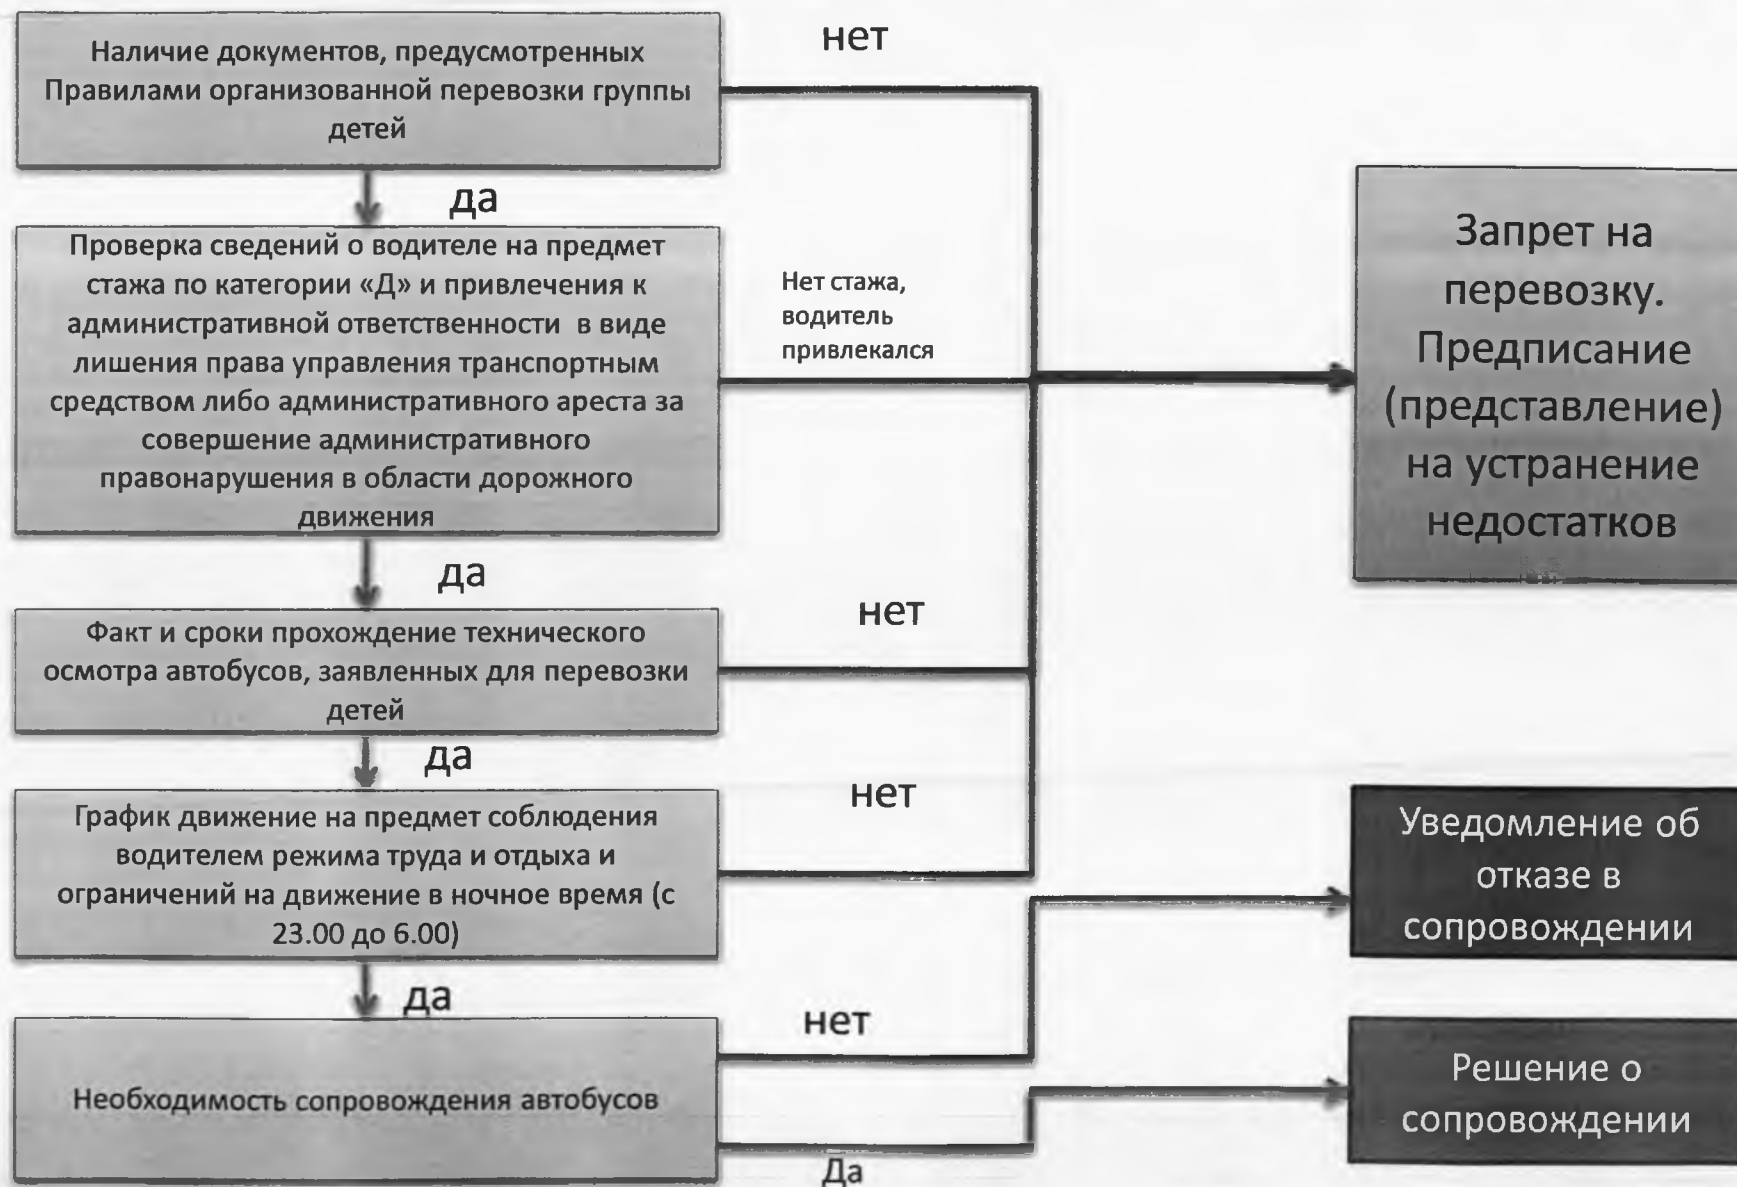 Наличие документов, предусмотренных
Правилами организованной перевозки группы
детей
нет
да
Проверка сведений о водителе на предмет
стажа по категории «Д» и привлечения к
административной ответственности в виде
лишения права управления транспортным
средством либо административного ареста за
совершение административного
правонарушения в области дорожного
движения
Нет стажа,
водитель
привлекался
Запрет на
перевозку.
Предписание
(представление)
на устранение
недостатков
да
Факт и сроки прохождение технического
осмотра автобусов, заявленных для перевозки
детей
нет
да
График движение на предмет соблюдения
водителем режима труда и отдыха и
ограничений на движение в ночное время (с
23.00 до 6.00)
нет
Уведомление об
отказе в
сопровождении
да
Необходимость сопровождения автобусов
нет
Да
Решение о
сопровождении